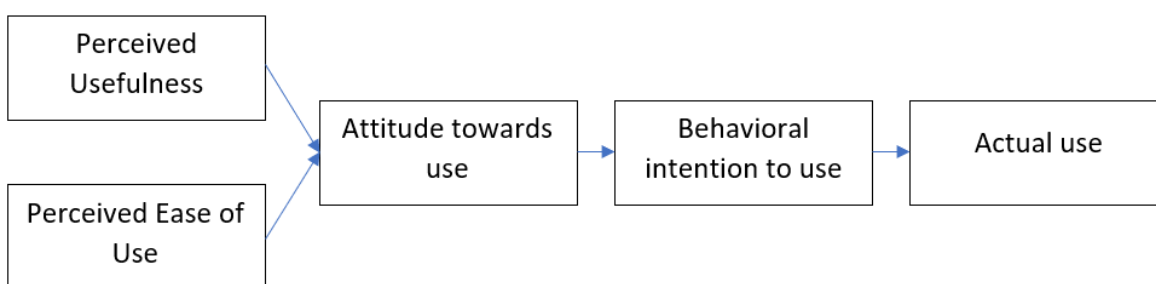 Perceived
Usefulness
Perceived Ease of
Use
Attitude towards
use
Behavioral
intention to use
Actual use